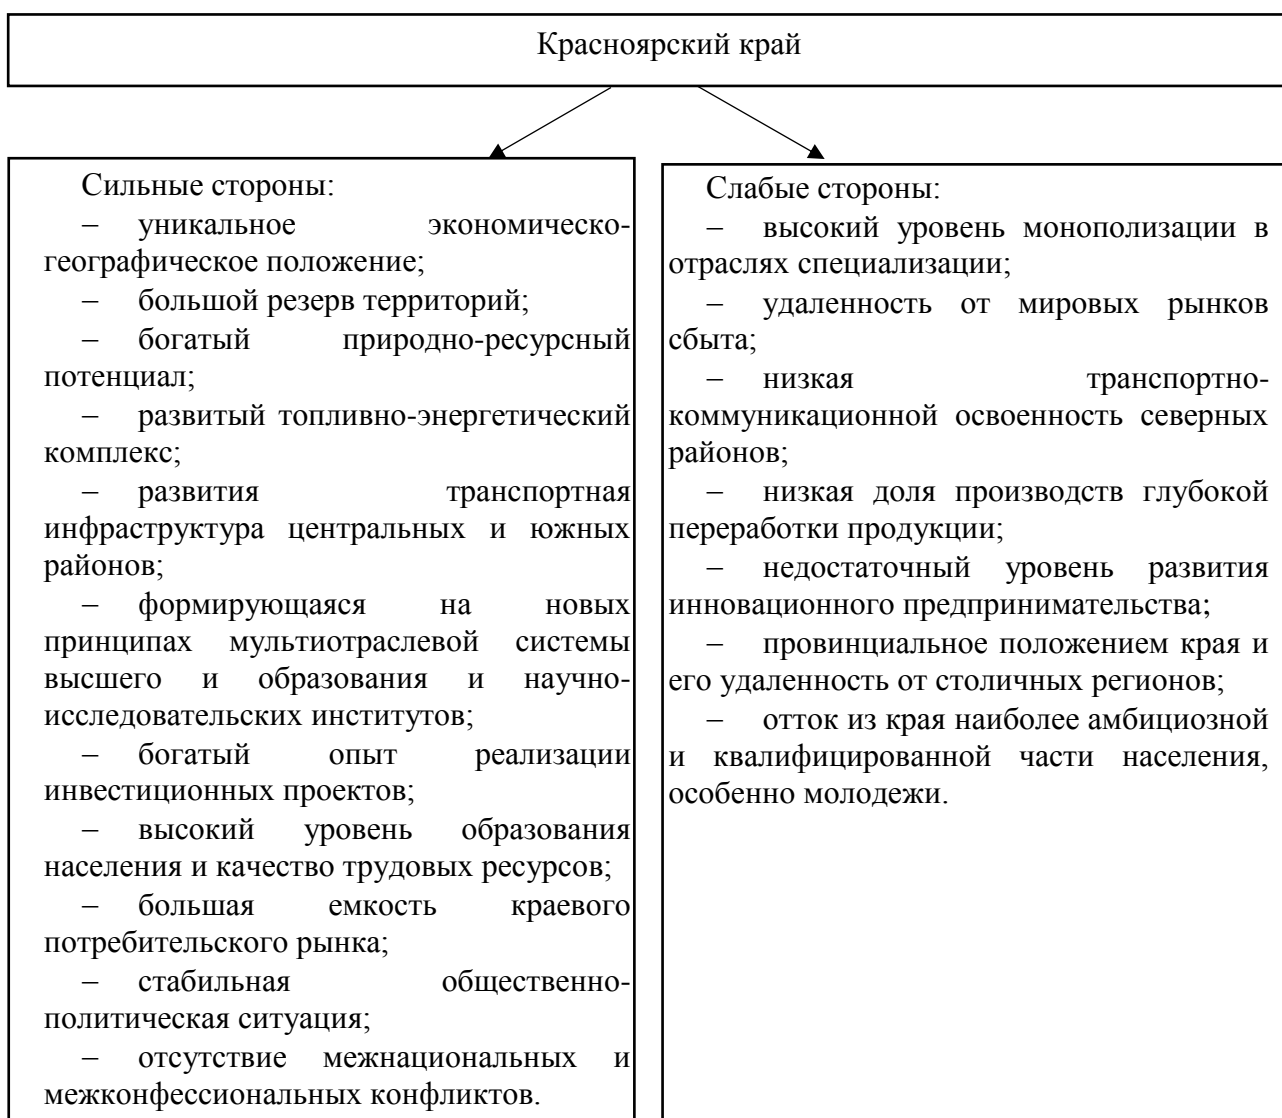 Красноярский край
Сильные стороны:
– уникальное экономическо-
географическое положение;
– большой резерв территорий;
– богатый природно-ресурсный
потенциал;
– развитый топливно-энергетический
комплекс;
– развития транспортная
инфраструктура центральных и южных
районов;
– формирующаяся на новых
принципах мультиотраслевой системы
высшего и образования и научно-
исследовательских институтов;
– богатый опыт реализации
инвестиционных проектов;
– высокий уровень образования
населения и качество трудовых ресурсов;
– большая емкость краевого
потребительского рынка;
– стабильная общественно-
политическая ситуация;
– отсутствие межнациональных и
межконфессиональных конфликтов.
Слабые стороны:
– высокий уровень монополизации в
отраслях специализации;
– удаленность от мировых рынков
сбыта;
– низкая транспортно-
коммуникационной освоенность северных
районов;
– низкая доля производств глубокой
переработки продукции;
– недостаточный уровень развития
инновационного предпринимательства;
– провинциальное положением края и
его удаленность от столичных регионов;
– отток из края наиболее амбициозной
и квалифицированной части населения,
особенно молодежи.